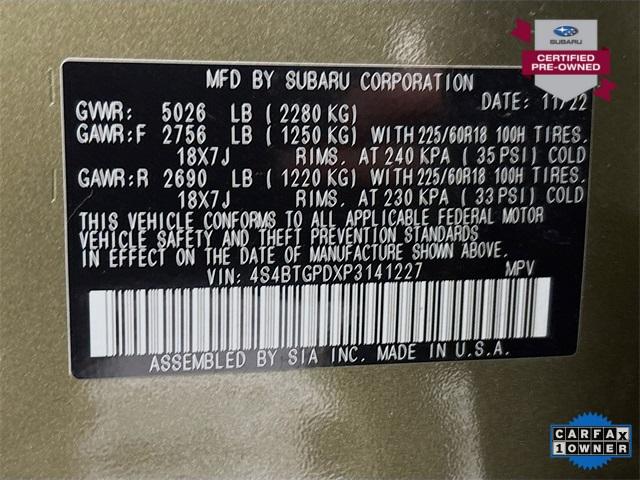 SUBARU
CERTIFIED
PRE-OWNED
MFD BY SUBARU CORPORATION
DATE: 11/22
GVWR: 5026 LB (2280 KG)
GAWR:F 2756 LB (1250 KG) WITH 225/60R18 100H TIRES.
18X7J RIMS. AT 240 KPA (35 PSI) COLD
GAWR:R 2690 LB (1220 KG) WITH 225/60R18 100H TIRES.
18X7J RIMS. AT 230 KPA (33 PSI) COLD
THIS VEHICLE CONFORMS TO ALL APPLICABLE FEDERAL MOTOR
VEHICLE SAFETY AND THEFT PREVENTION STANDARDS IN
EFFECT ON THE DATE OF MANUFACTURE SHOWN ABOVE.
VIN: 4S4BTGPDXP3141227 MPV
ASSEMBLED BY SIA INC. MADE IN U.S.A.
CARFAX
1 OWNER